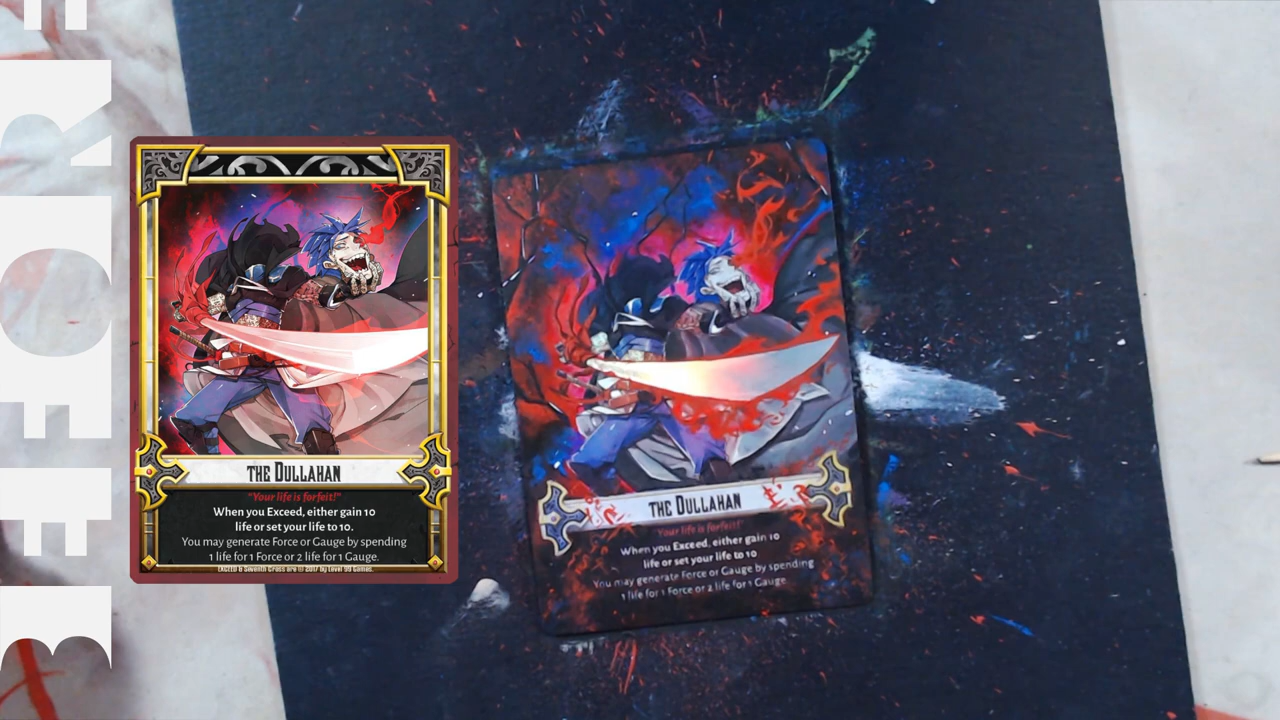 BEFORE
THE DULLAHAN
"Your life is forfeit!"
When you Exceed, either gain 10
life or set your life to 10.
You may generate Force or Gauge by spending
1 life for 1 Force or 2 life for 1 Gauge.
EXCEED & Seventh Cross are © 2017 by Level 99 Games.
THE DULLAHAN
"Your life is forfeit!"
When you Exceed, either gain 10
life or set your life to 10
You may generate Force or Gauge by spending
1 life for 1 Force or 2 life for 1 Gauge